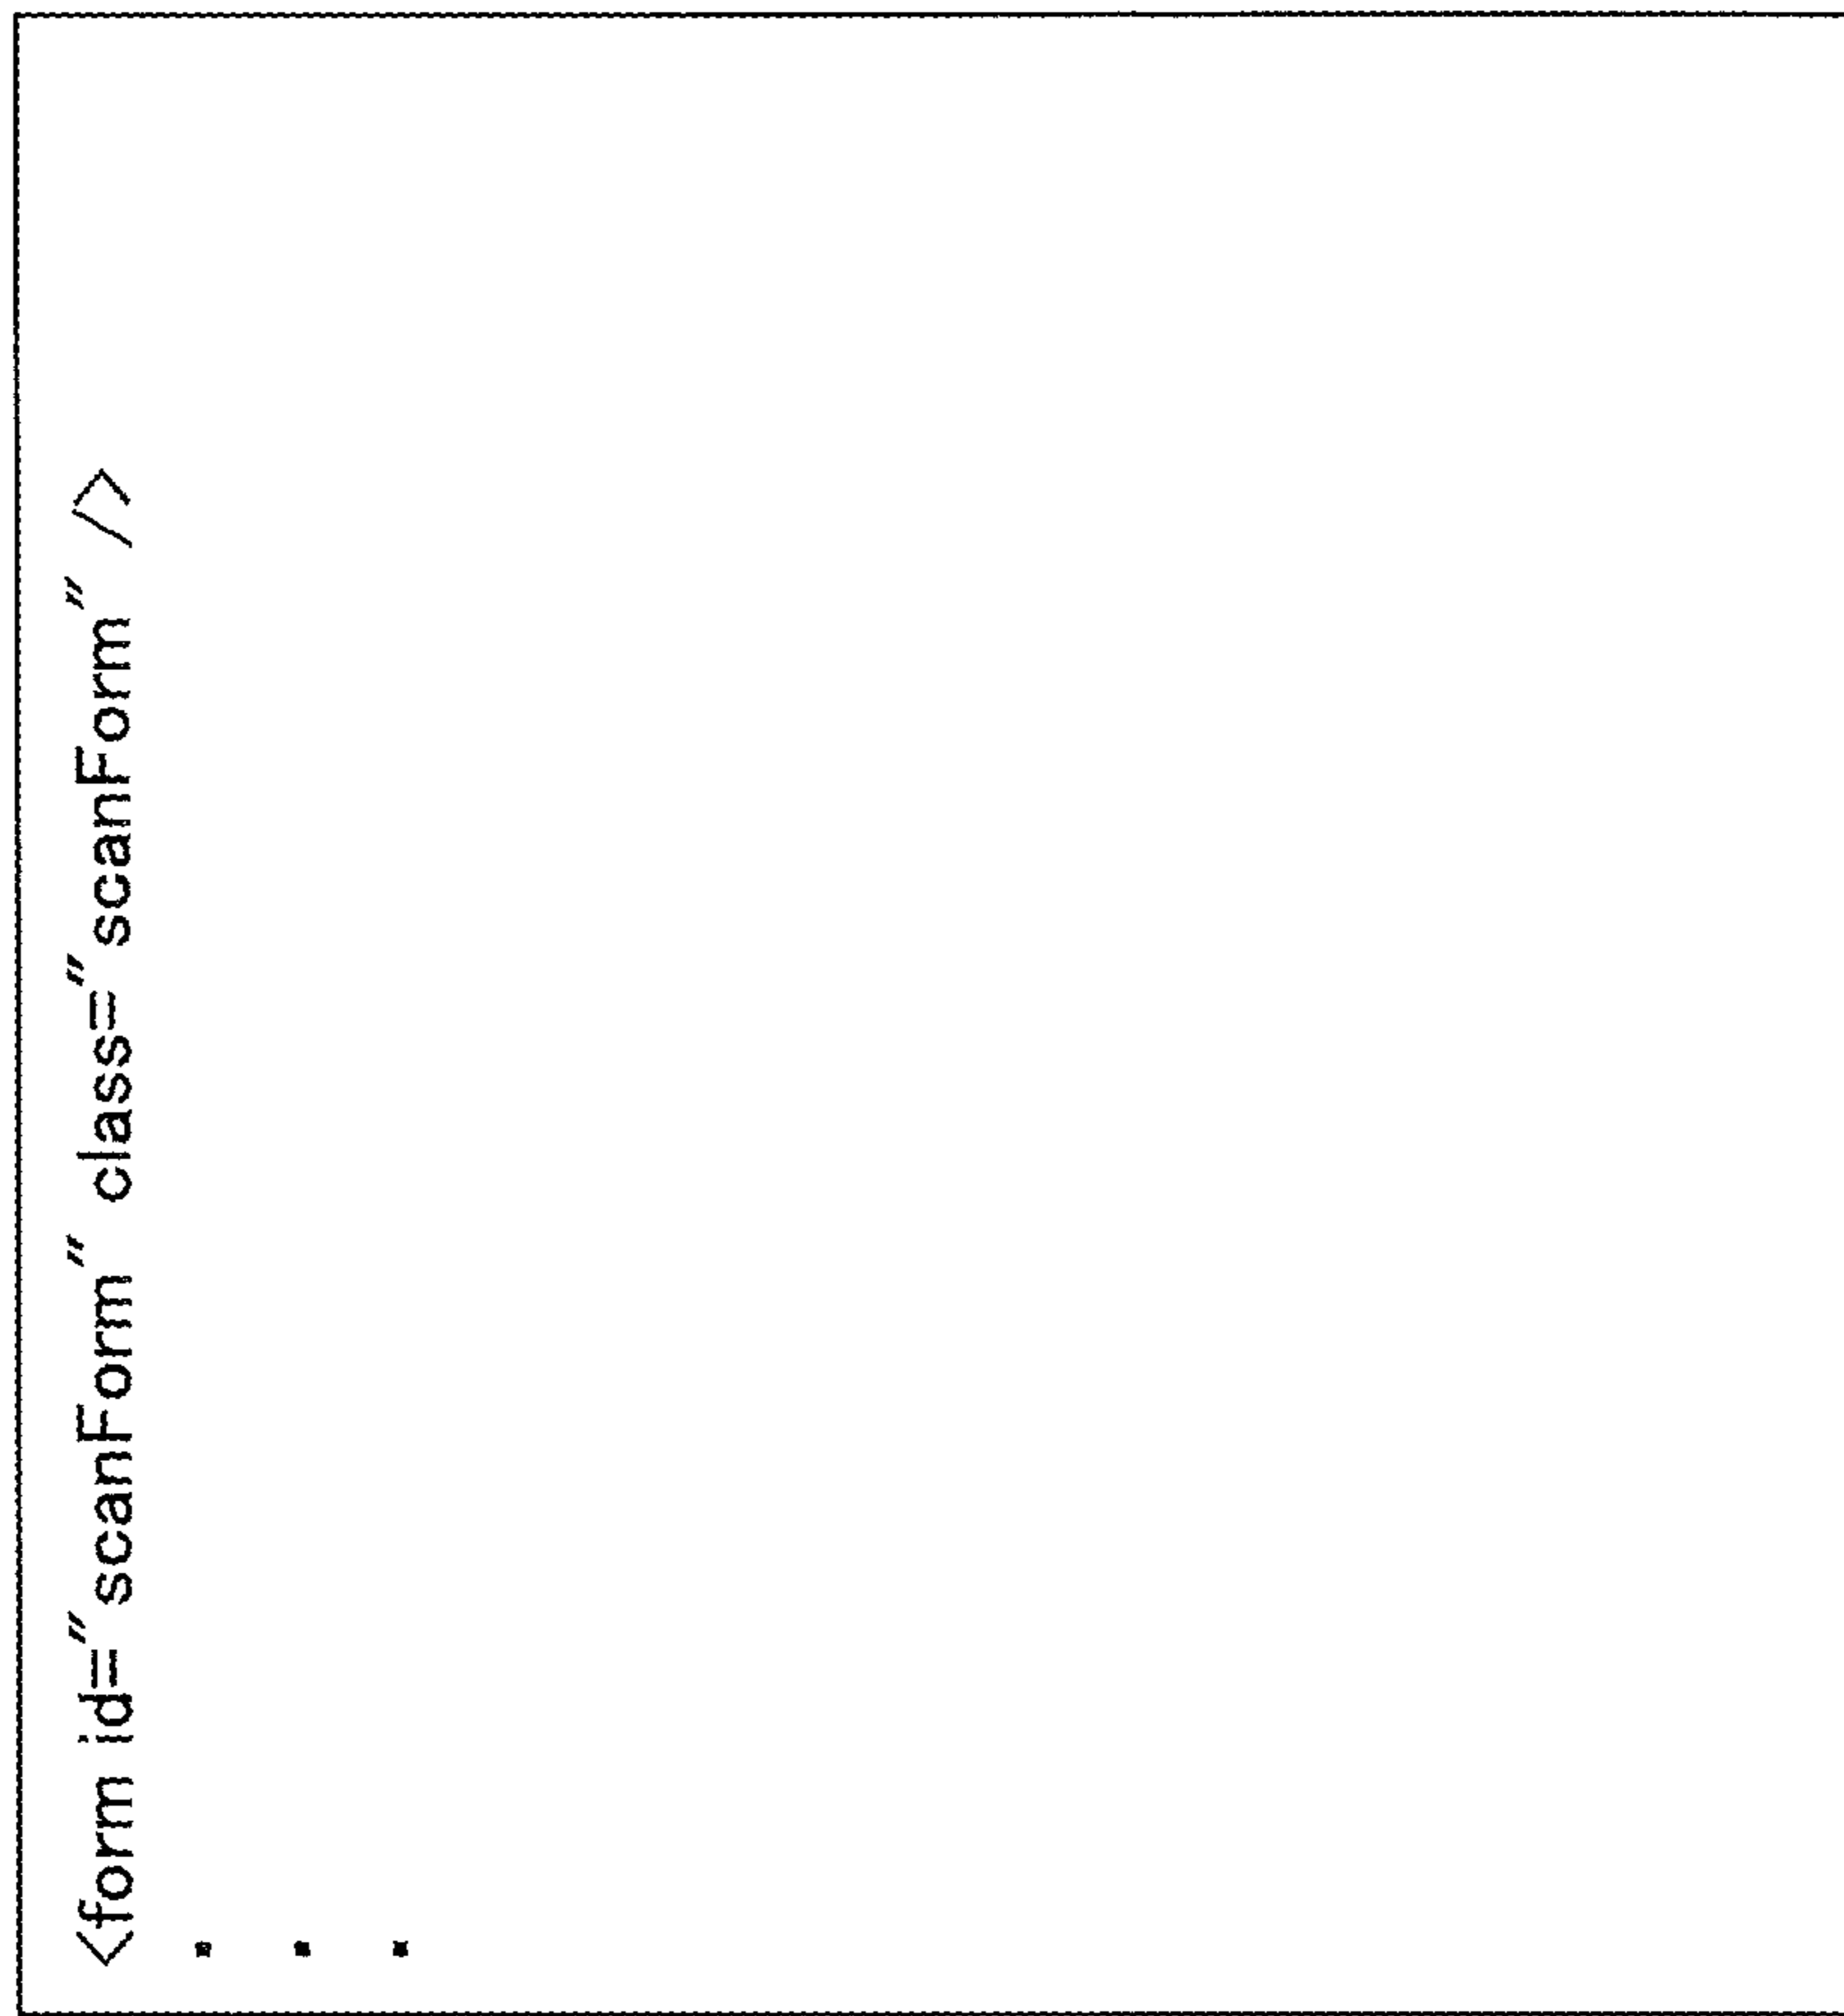 <form id="scanForm" class="scanForm" />
.
.
.